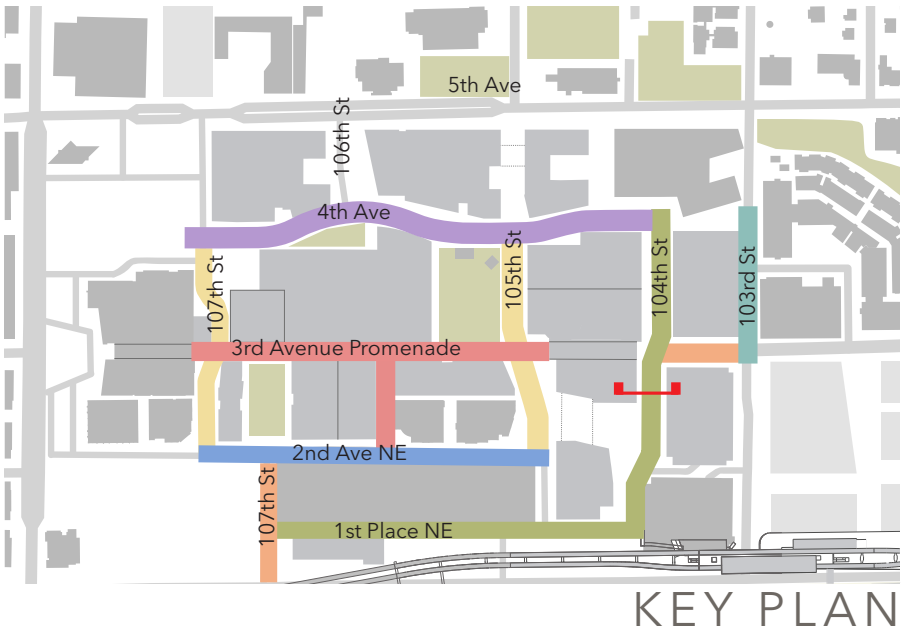 5th Ave
106th St
4th Ave
107th St
105th St
104th St
103rd St
3rd Avenue Promenade
2nd Ave NE
107th St
1st Place NE
KEY PLAN